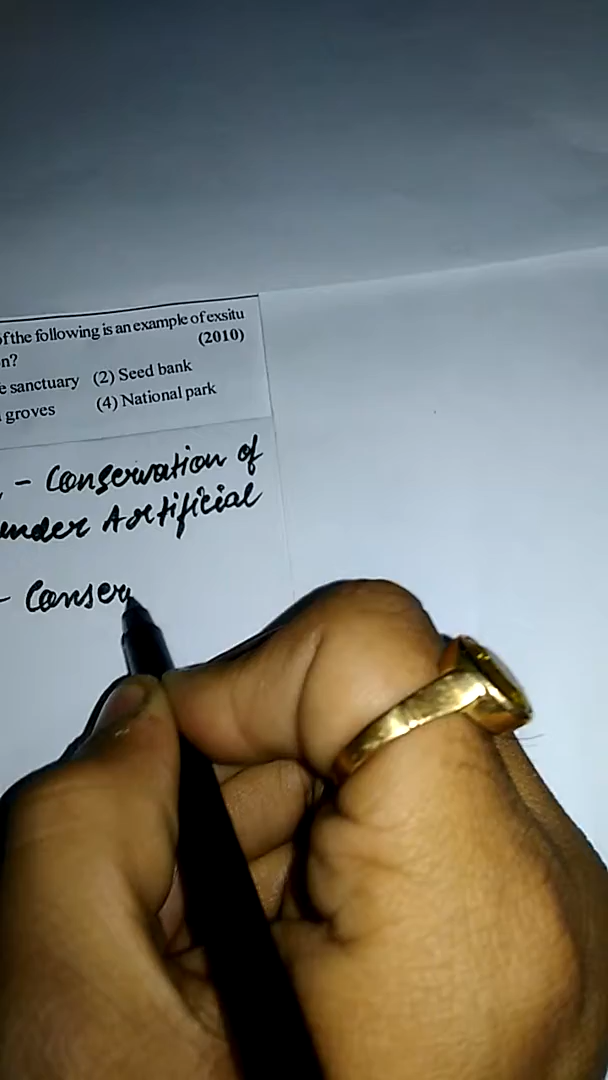 of the following is an example of exsitu
n? (2010)
e sanctuary (2) Seed bank
groves (4) National park
- Conservation of
under Artificial
- Conser